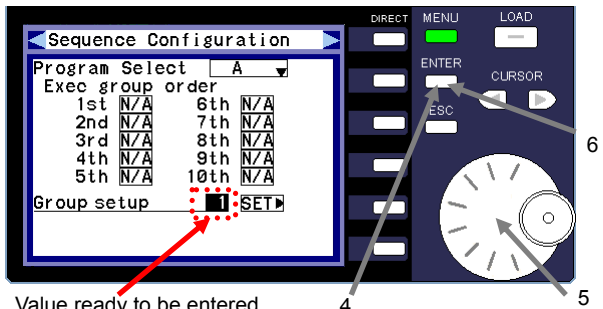 DIRECT MENU LOAD
Sequence Configuration
Program Select A
ENTER
Exec group order
CURSOR
1st N/A 6th N/A
2nd N/A 7th N/A
ESC
3rd N/A 8th N/A
4th N/A 9th N/A
5th N/A 10th N/A
6
Group setup 1 SET
Value ready to be entered
4
5